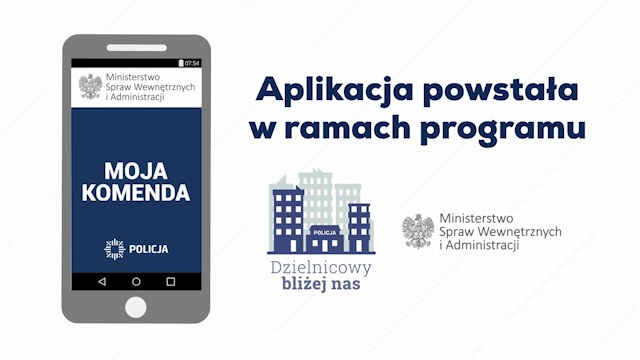 07:54
Ministerstwo
Spraw Wewnętrznych
i Administracji
MOJA
KOMENDA
POLICJA
Aplikacja powstała
w ramach programu
POLICJA
Dzielnicowy
bliżej nas
Ministerstwo
Spraw Wewnętrznych
i Administracji